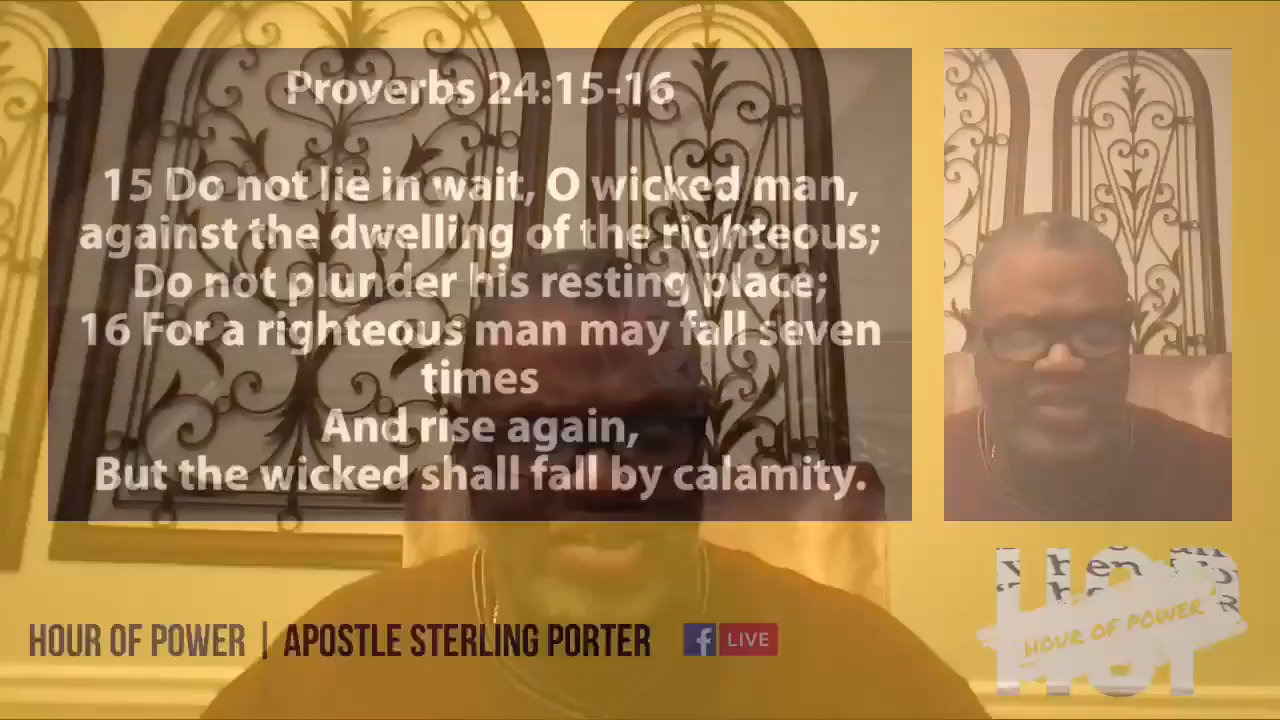 Proverbs 24:15-16
15 Do not lie in wait, O wicked man,
against the dwelling of the righteous;
Do not plunder his resting place;
16 For a righteous man may fall seven
times
And rise again,
But the wicked shall fall by calamity.
HOUR OF POWER | APOSTLE STERLING PORTER
f LIVE
HOP
HOUR OF POWER